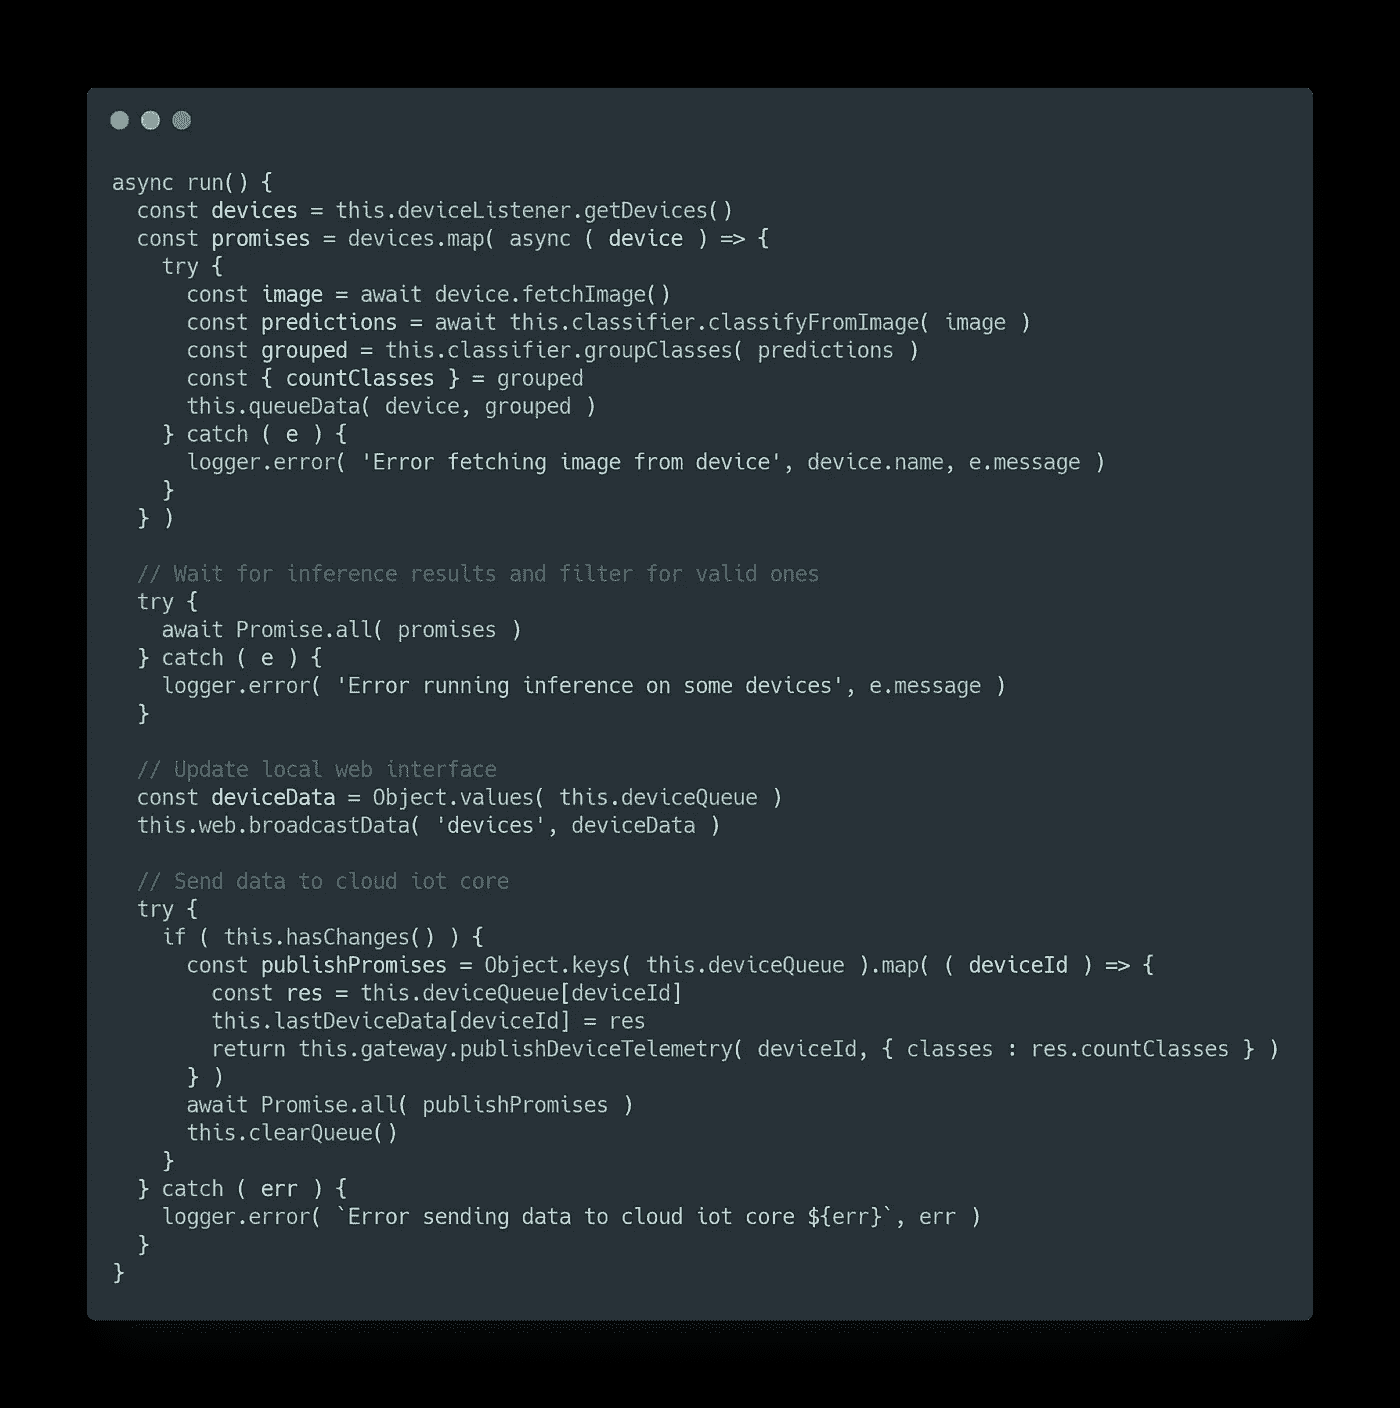 async run() {
  const devices = this.deviceListener.getDevices()
  const promises = devices.map( async ( device ) => {
    try {
      const image = await device.fetchImage()
      const predictions = await this.classifier.classifyFromImage( image )
      const grouped = this.classifier.groupClasses( predictions )
      const { countClasses } = grouped
      this.queueData( device, grouped )
    } catch ( e ) {
      logger.error( 'Error fetching image from device', device.name, e.message )
    }
  } )

  // Wait for inference results and filter for valid ones
  try {
    await Promise.all( promises )
  } catch ( e ) {
    logger.error( 'Error running inference on some devices', e.message )
  }

  // Update local web interface
  const deviceData = Object.values( this.deviceQueue )
  this.web.broadcastData( 'devices', deviceData )

  // Send data to cloud iot core
  try {
    if ( this.hasChanges() ) {
      const publishPromises = Object.keys( this.deviceQueue ).map( ( deviceId ) => {
        const res = this.deviceQueue[deviceId]
        this.lastDeviceData[deviceId] = res
        return this.gateway.publishDeviceTelemetry( deviceId, { classes : res.countClasses } )
      } )
      await Promise.all( publishPromises )
      this.clearQueue()
    }
  } catch ( err ) {
    logger.error( `Error sending data to cloud iot core ${err}`, err )
  }
}